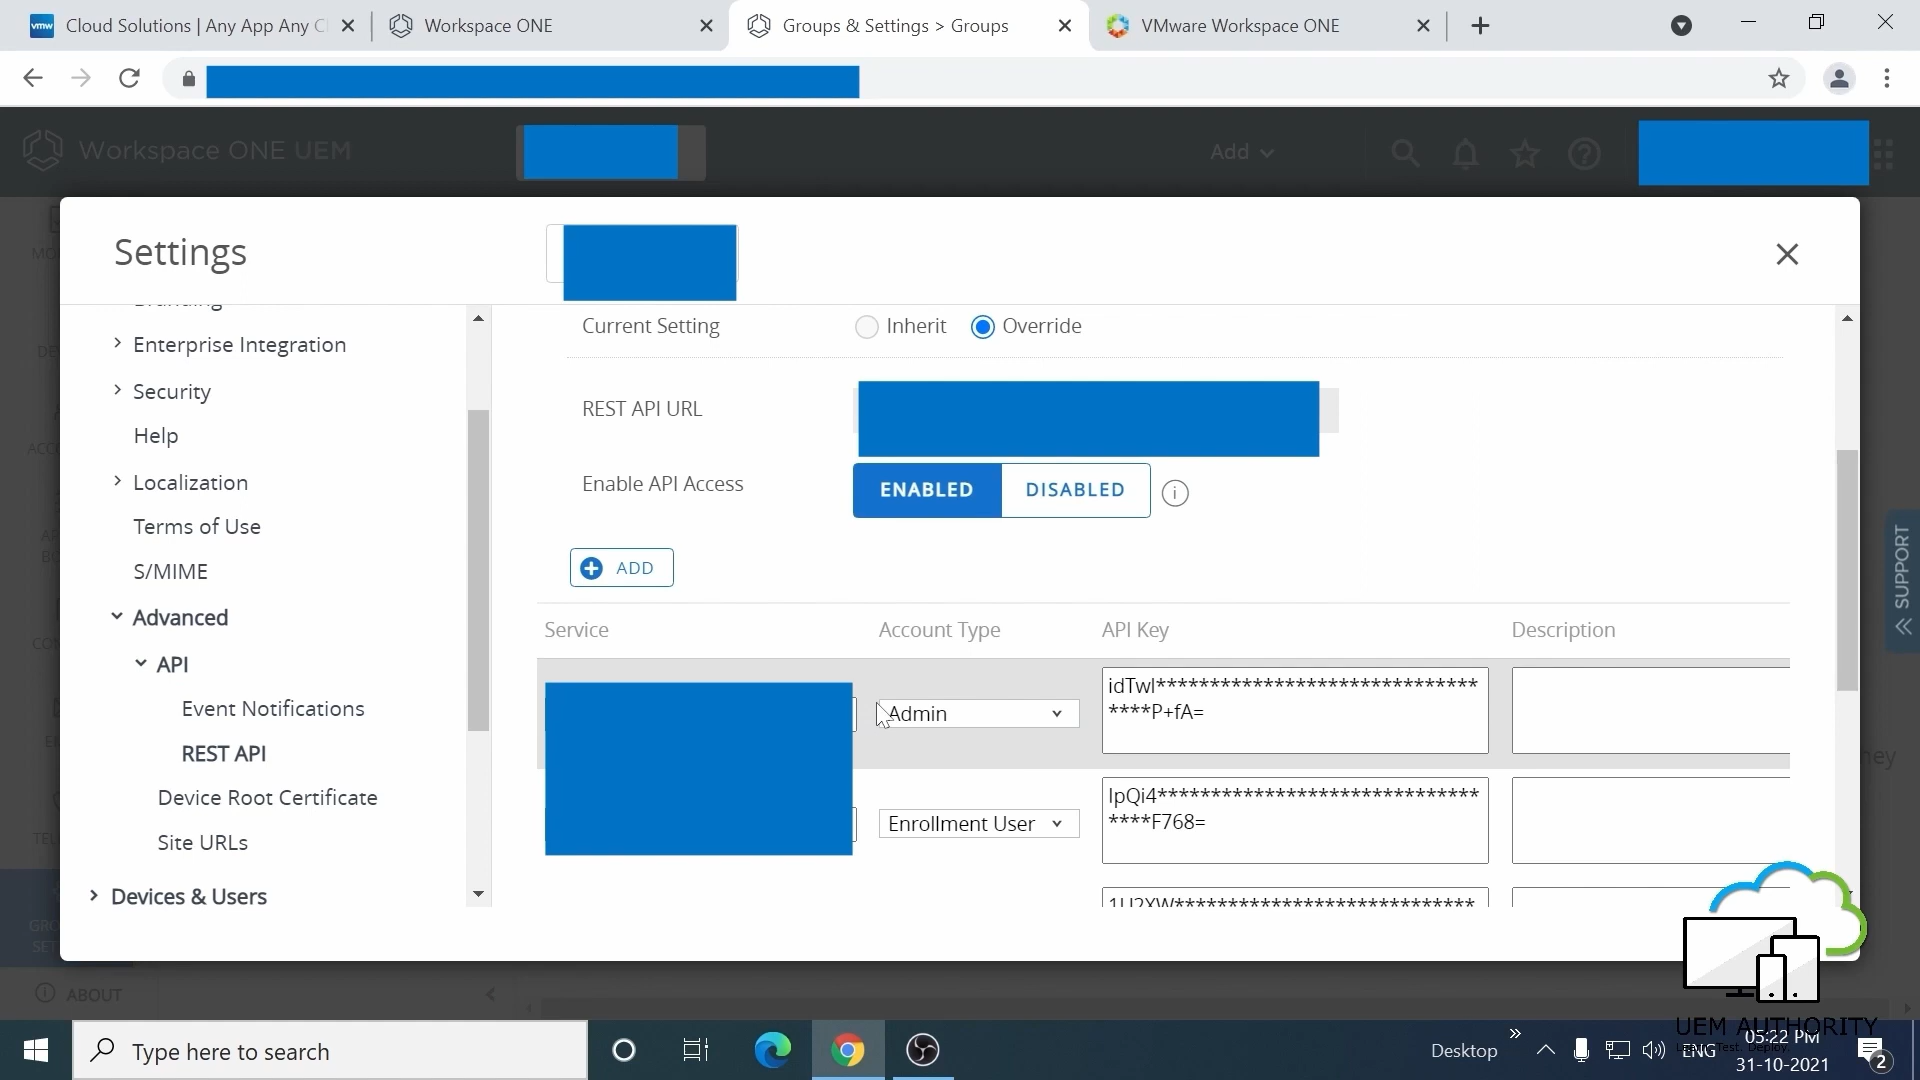 vmw Cloud Solutions | Any App Any Cl
Workspace ONE
Groups & Settings > Groups
VMware Workspace ONE
Workspace ONE UEM
Add
Settings
Current Setting
Inherit
Override
Enterprise Integration
Security
Help
Localization
Terms of Use
S/MIME
Advanced
API
Event Notifications
REST API
Device Root Certificate
Site URLs
Devices & Users
REST API URL
Enable API Access
ENABLED
DISABLED
ADD
Service
Account Type
API Key
Description
Admin
idTwl******************************
****P+fA=
Enrollment User
IpQi4******************************
****F768=
SUPPORT
ABOUT
UEM AUTHORITY
Type here to search
Desktop
ENG
05:22 PM
31-10-2021
2